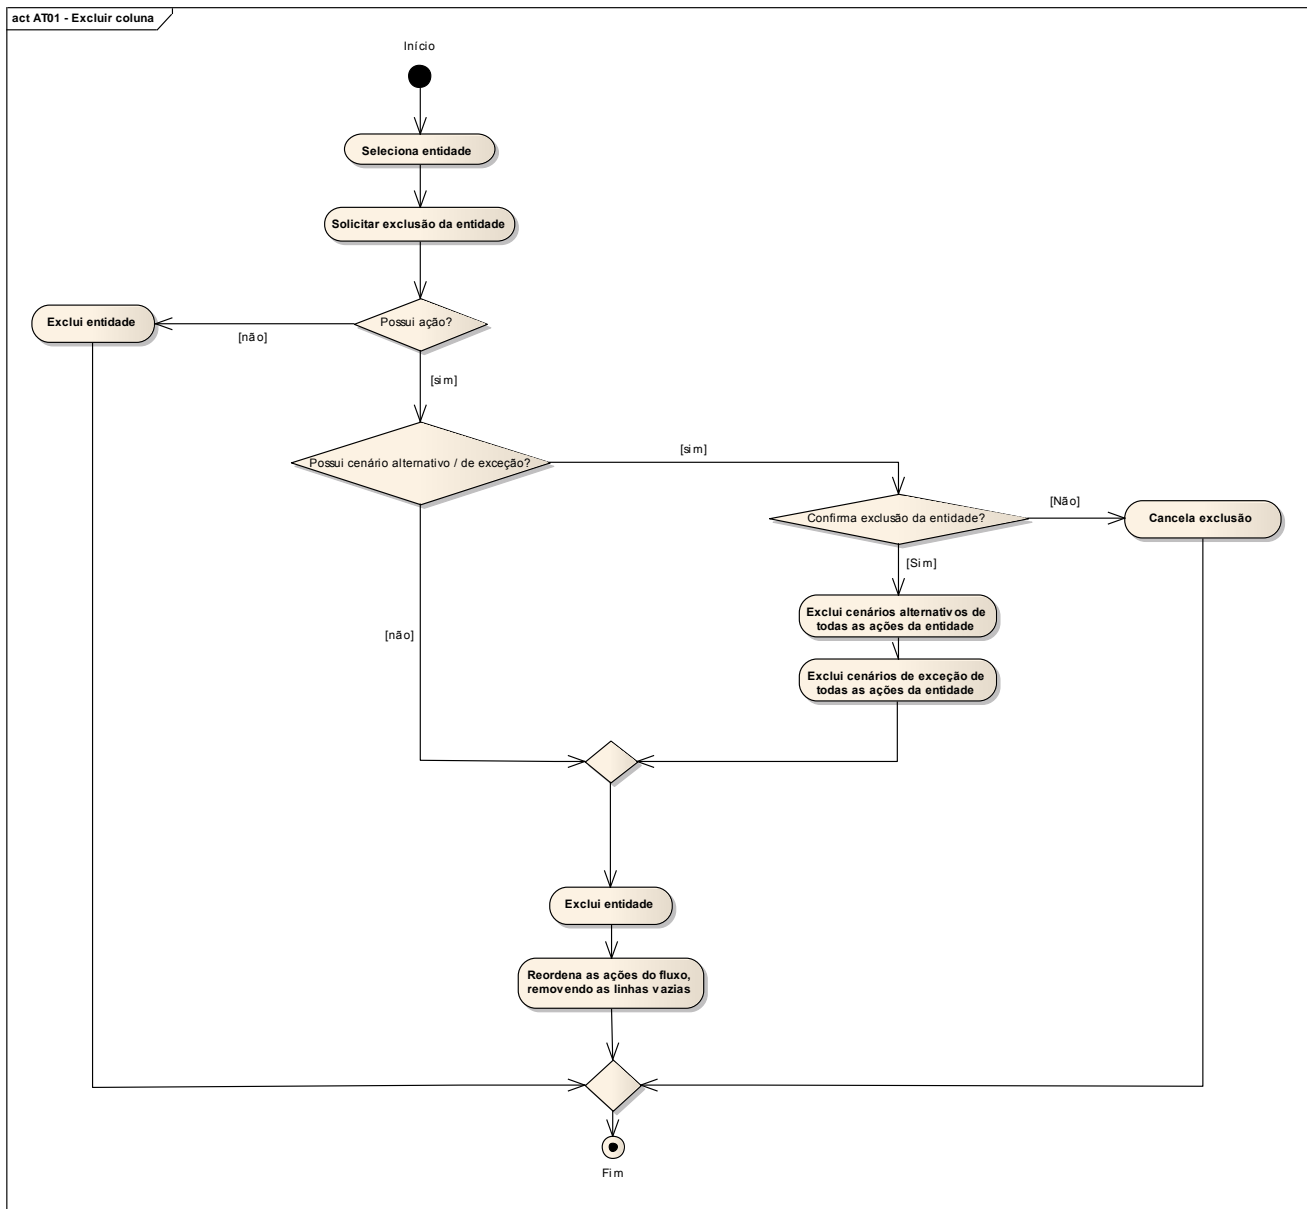 act AT01 - Excluir coluna
Início
Seleciona entidade
Solicitar exclusão da entidade
Possui ação?
Exclui entidade
[não]
[sim]
Possui cenário alternativo / de exceção?
[sim]
Confirma exclusão da entidade?
[Não]
Cancela exclusão
[Sim]
Exclui cenários alternativos de
todas as ações da entidade
[não]
Exclui cenários de exceção de
todas as ações da entidade
Exclui entidade
Reordena as ações do fluxo,
removendo as linhas vazias
Fim